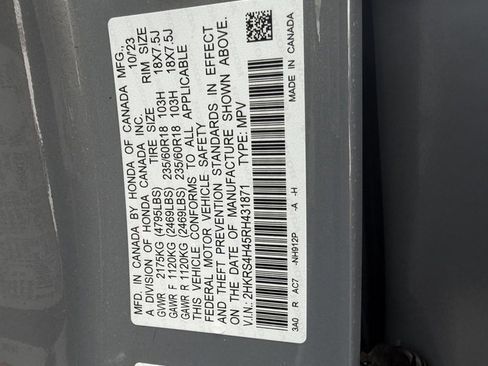 MFD. IN CANADA BY HONDA OF CANADA MFG.,
A DIVISION OF HONDA CANADA INC. 10/23
TIRE SIZE RIM SIZE
GVWR 2175KG (4795LBS)
GAWR F 1120KG (2469LBS) 235/60R18 103H 18X7.5J
GAWR R 1120KG (2469LBS) 235/60R18 103H 18X7.5J
THIS VEHICLE CONFORMS TO ALL APPLICABLE
FEDERAL MOTOR VEHICLE SAFETY
AND THEFT PREVENTION STANDARDS IN EFFECT
ON THE DATE OF MANUFACTURE SHOWN ABOVE.
V.I.N: 2HKRS4H45RH431871 TYPE: MPV
MADE IN CANADA
3A0 R AC7 -NH912P -A -H